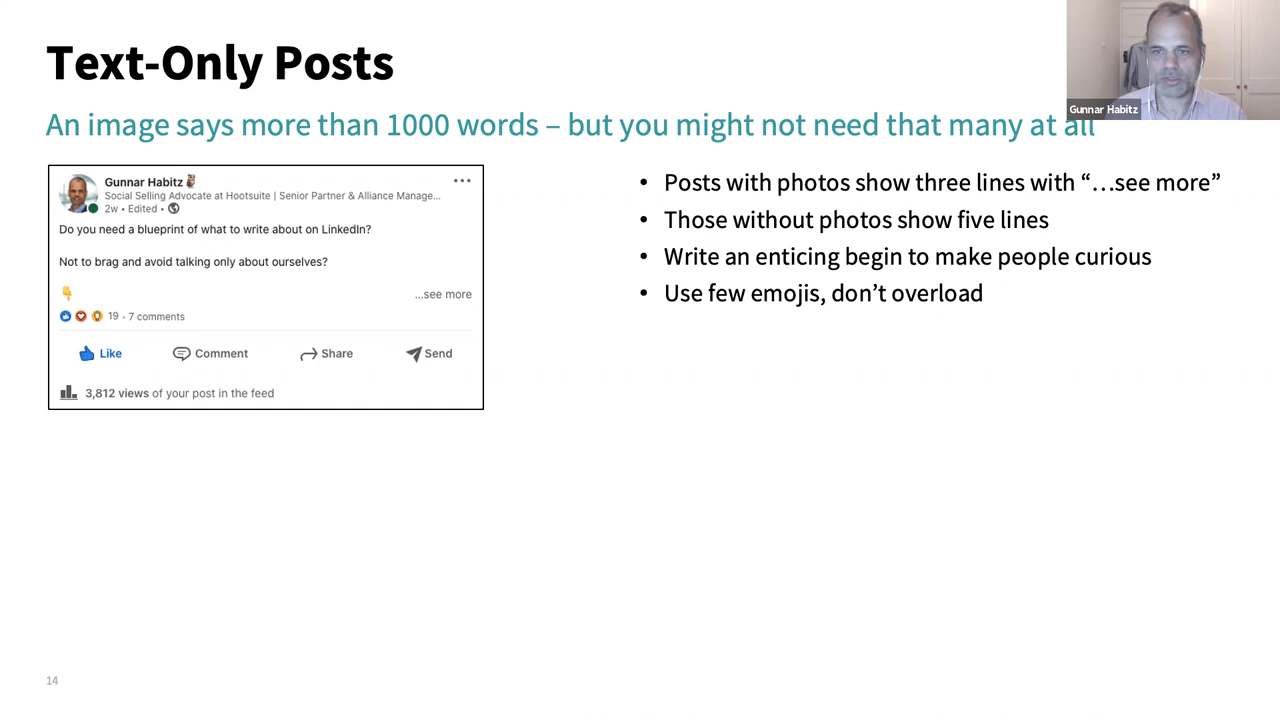 Text-Only Posts
An image says more than 1000 words – but you might not need that many at all
Gunnar Habitz
Gunnar Habitz
Social Selling Advocate at Hootsuite | Senior Partner & Alliance Manage...
2w • Edited •
Do you need a blueprint of what to write about on LinkedIn?
Not to brag and avoid talking only about ourselves?
...see more
19 · 7 comments
Like Comment Share Send
3,812 views of your post in the feed
• Posts with photos show three lines with “…see more”
• Those without photos show five lines
• Write an enticing begin to make people curious
• Use few emojis, don’t overload
14